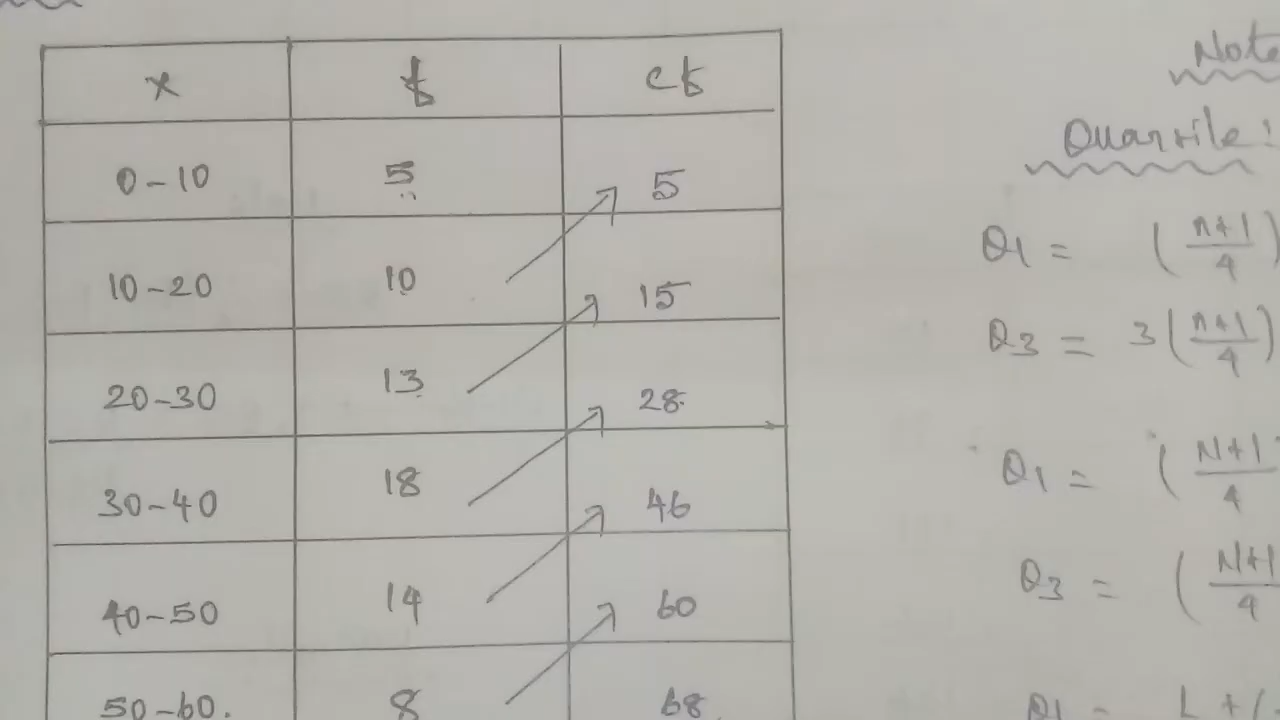 x f cf
0-10 5 5
10-20 10 15
20-30 13 28
30-40 18 46
40-50 14 60
50-60. 8 68
Note
Quartile:
Q1 = (n+1/4)
Q3 = 3(n+1/4)
Q1 = (N+1/4
Q3 = (N+1/4
Q1 = L + (